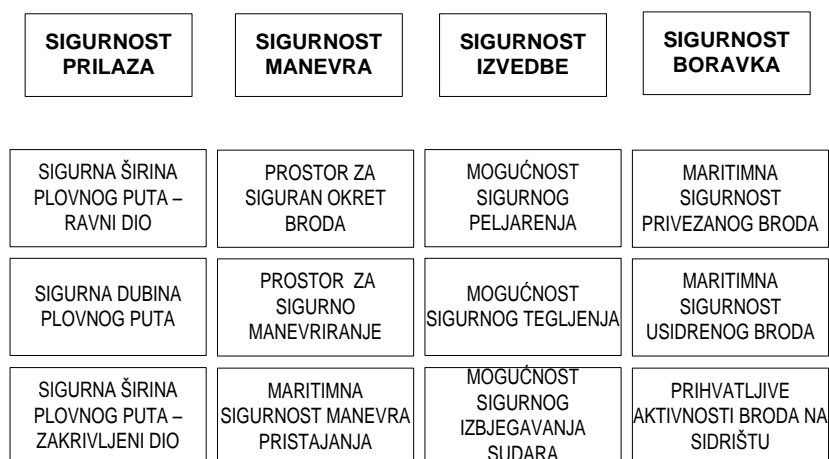 SIGURNOST
PRILAZA
SIGURNOST
MANEVRA
SIGURNOST
IZVEDBE
SIGURNOST
BORAVKA
SIGURNA ŠIRINA
PLOVNOG PUTA –
RAVNI DIO
PROSTOR ZA
SIGURAN OKRET
BRODA
MOGUĆNOST
SIGURNOG
PELJARENJA
MARITIMNA
SIGURNOST
PRIVEZANOG BRODA
SIGURNA DUBINA
PLOVNOG PUTA
PROSTOR ZA
SIGURNO
MANEVRIRANJE
MOGUĆNOST
SIGURNOG TEGLJENJA
MARITIMNA
SIGURNOST
USIDRENOG BRODA
SIGURNA ŠIRINA
PLOVNOG PUTA –
ZAKRIVLJENI DIO
MARITIMNA
SIGURNOST MANEVRA
PRISTAJANJA
MOGUĆNOST
SIGURNOG
IZBJEGAVANJA
SUDARA
PRIHVATLJIVE
AKTIVNOSTI BRODA NA
SIDRIŠTU